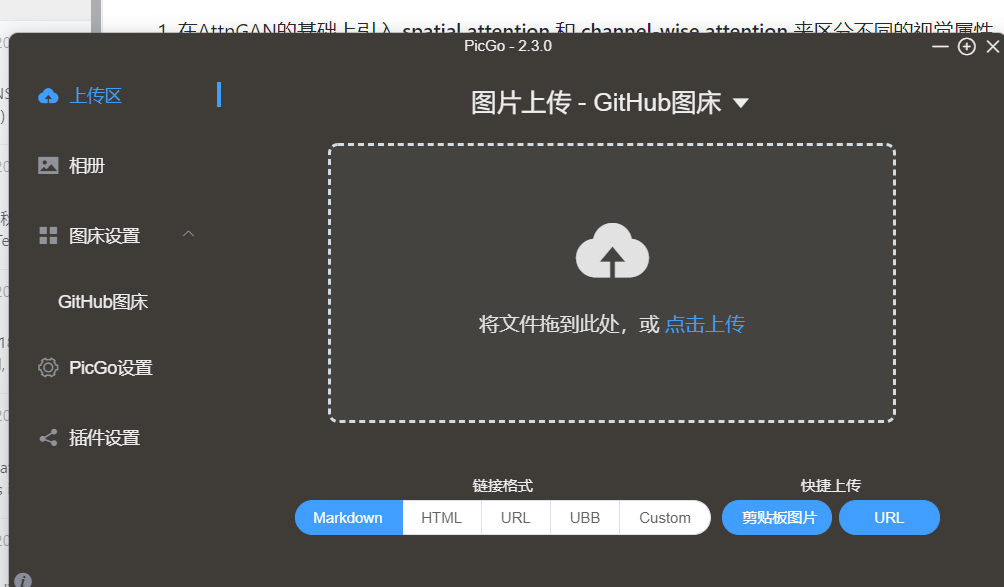 1. 在AttnGAN的基础上引入 spatial attention 和 channel-wise attention 来区分不同的视觉属性
PicGo - 2.3.0
上传区
图片上传 - GitHub图床
相册
图床设置
GitHub图床
将文件拖到此处，或 点击上传
PicGo设置
插件设置
链接格式
快捷上传
Markdown HTML URL UBB Custom 剪贴板图片 URL